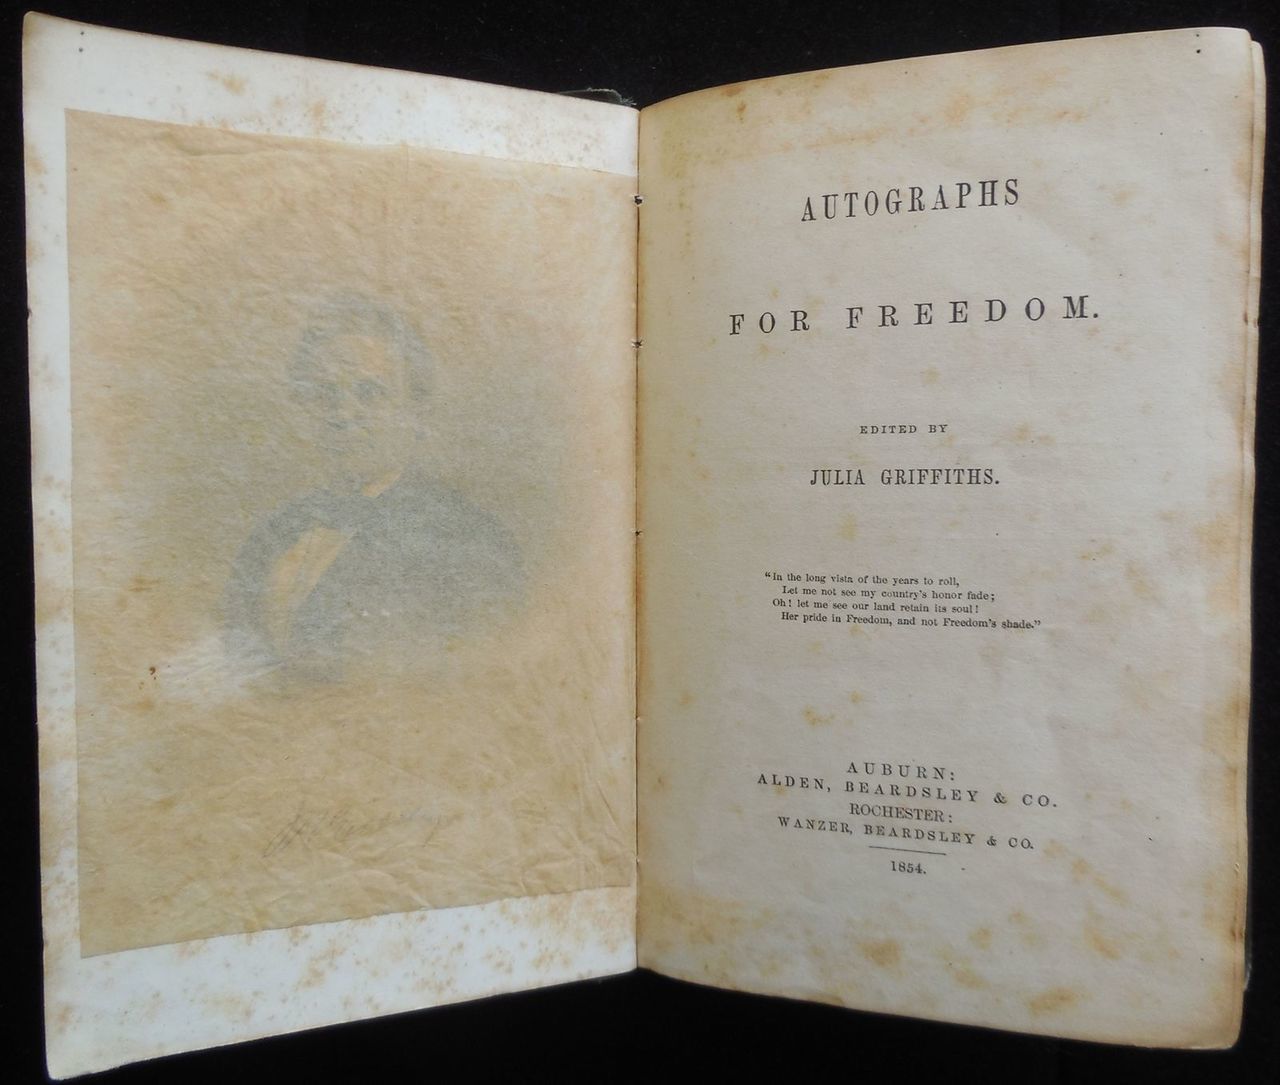 AUTOGRAPHS
FOR FREEDOM.
EDITED BY
JULIA GRIFFITHS.
“In the long vista of the years to roll,
Let me not see my country's honor fade;
Oh! let me see our land retain its soul!
Her pride in Freedom, and not Freedom's shade.”
AUBURN:
ALDEN, BEARDSLEY & CO.
ROCHESTER:
WANZER, BEARDSLEY & CO.
1854.